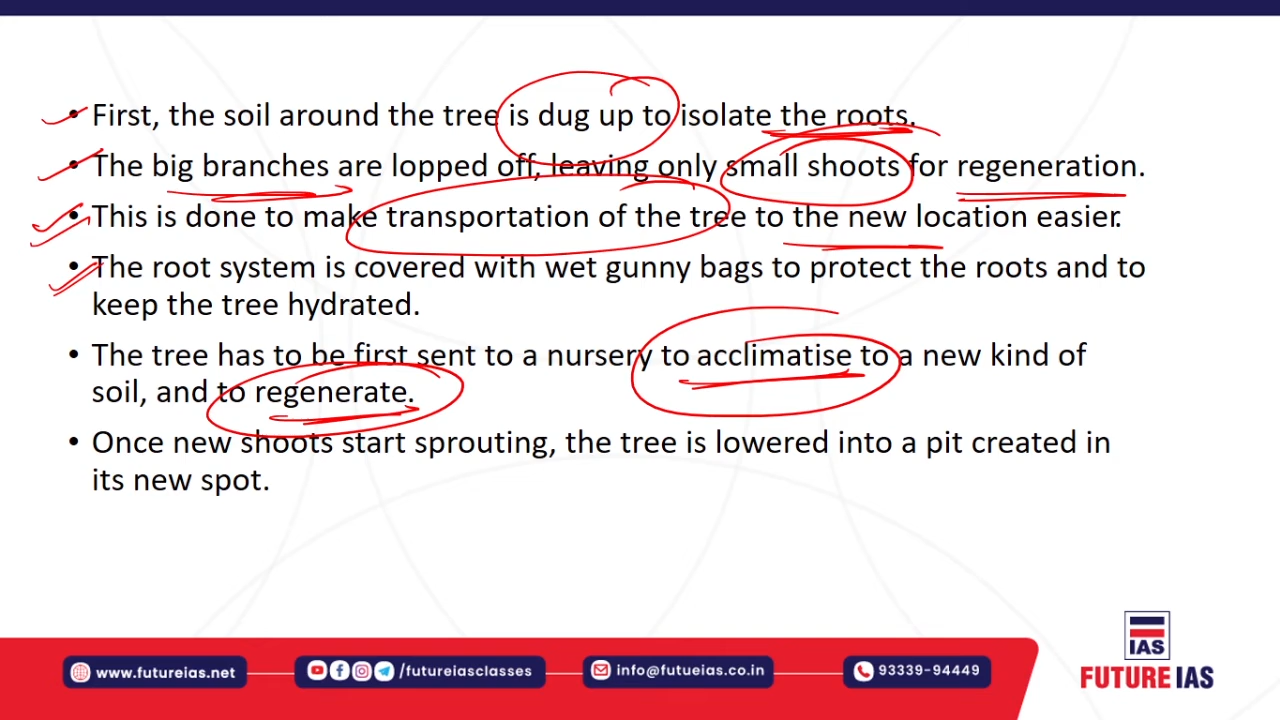 • First, the soil around the tree is dug up to isolate the roots.
• The big branches are lopped off, leaving only small shoots for regeneration.
• This is done to make transportation of the tree to the new location easier.
• The root system is covered with wet gunny bags to protect the roots and to
keep the tree hydrated.
• The tree has to be first sent to a nursery to acclimatise to a new kind of
soil, and to regenerate.
• Once new shoots start sprouting, the tree is lowered into a pit created in
its new spot.
IAS
FUTURE IAS
www.futureias.net
/futureiasclasses
info@futueias.co.in
93339-94449